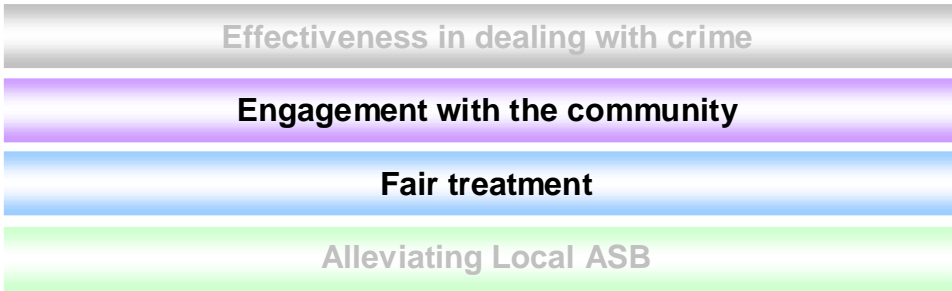 Effectiveness in dealing with crime
Engagement with the community
Fair treatment
Alleviating Local ASB